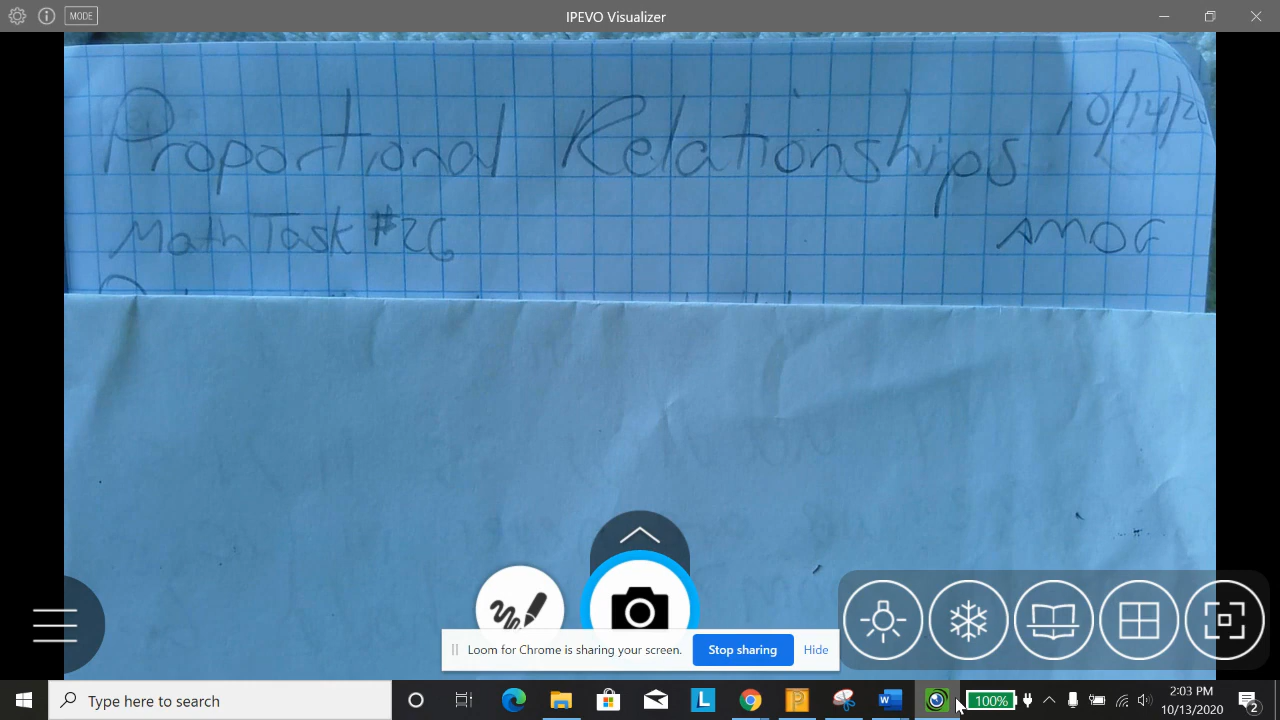 MODE
IPEVO Visualizer
Proportional Relationships 10/14/20
Math Task #26 AMOG
Loom for Chrome is sharing your screen. Stop sharing Hide
Type here to search
L
P
W
100%
2:03 PM
10/13/2020
2